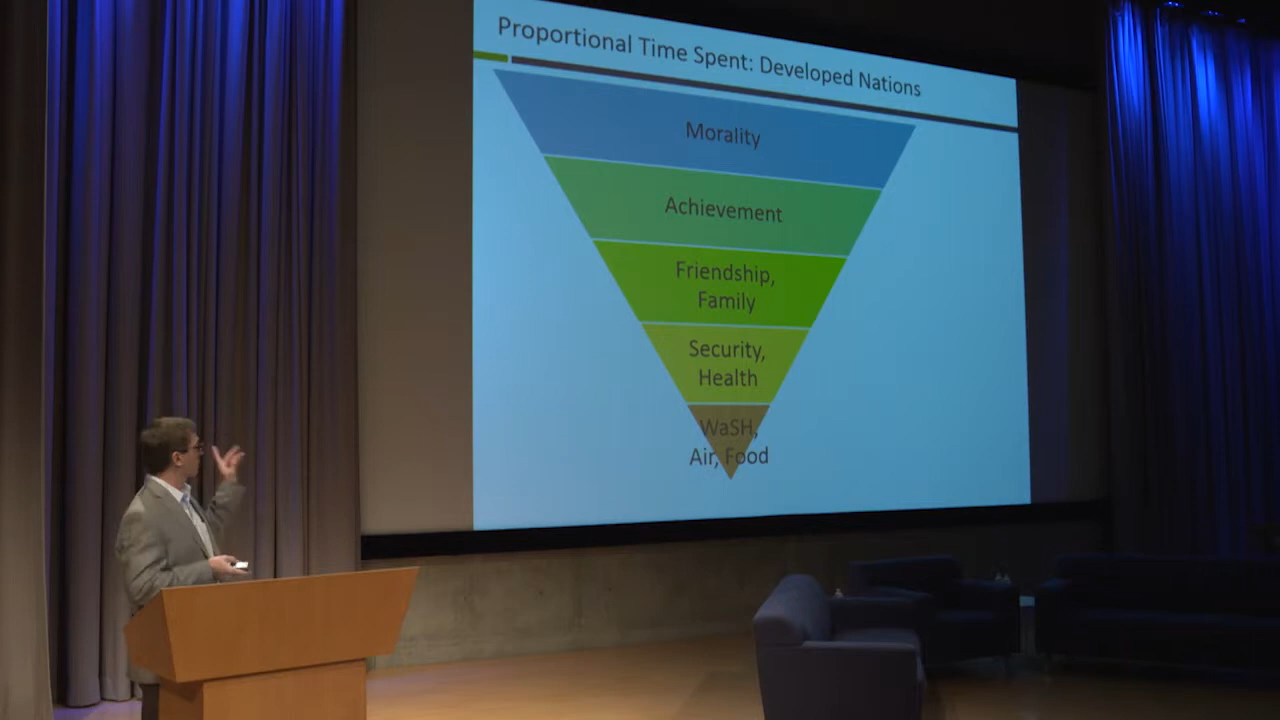 Proportional Time Spent: Developed Nations
Morality
Achievement
Friendship,
Family
Security,
Health
WaSH,
Air, Food